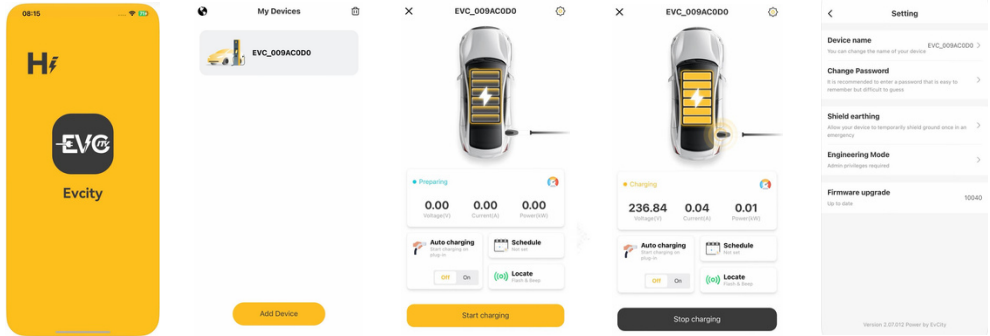 08:15
Hi
EVC
ITY
Evcity
My Devices
EVC_009AC0D0
Add Device
EVC_009AC0D0
Preparing
0.00 0.00 0.00
Voltage(V) Current(A) Power(kW)
Auto charging
Start charging on
plug-in
Off On
Schedule
Not set
Locate
Flash & Beep
Start charging
EVC_009AC0D0
Charging
236.84 0.04 0.01
Voltage(V) Current(A) Power(kW)
Auto charging
Start charging on
plug-in
Off On
Schedule
Not set
Locate
Flash & Beep
Stop charging
Setting
Device name
You can change the name of your device
EVC_009AC0D0
Change Password
It is recommended to enter a password that is easy to
remember but difficult to guess
Shield earthing
Allow your device to temporarily shield ground once in an
emergency
Engineering Mode
Admin privileges required
Firmware upgrade
Up to date
10040
Version 2.07.012 Power by EvCity